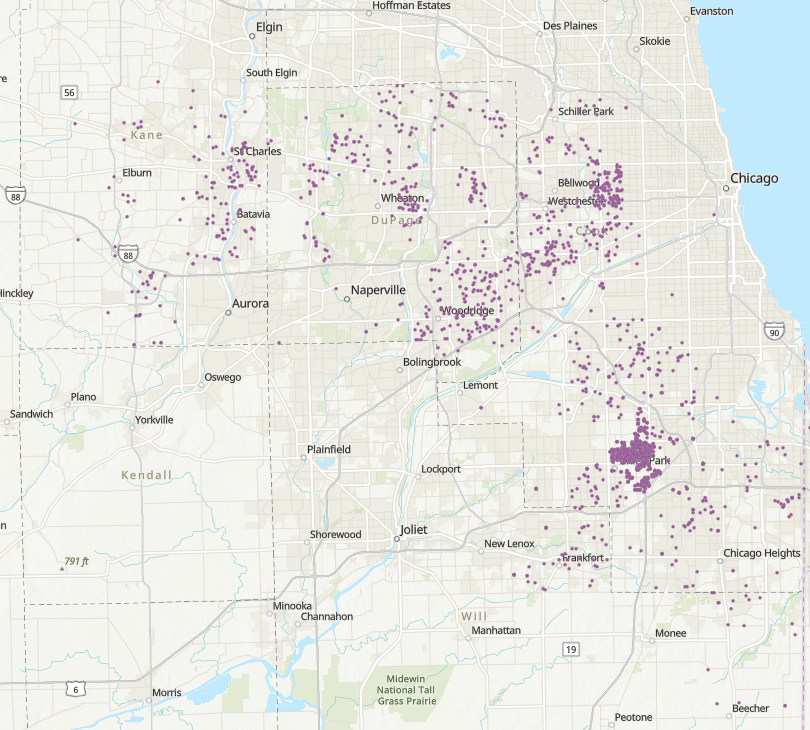 Hoffman Estates
Evanston
Elgin
Des Plaines
Skokie
South Elgin
56
Schiller Park
Kane
St Charles
Elburn
Bellwood
Chicago
88
Wheaton
Westchester
Batavia
DuPage
Cook
88
Hinckley
Naperville
Aurora
Woodridge
90
Bolingbrook
Oswego
Lemont
Plano
Sandwich
Yorkville
Plainfield
Park
Lockport
Kendall
Joliet
Shorewood
New Lenox
Chicago Heights
Frankfort
791 ft
Minooka
Channahon
Will
Manhattan
Monee
19
Midewin
National Tall
Grass Prairie
6
Morris
Beecher
Peotone